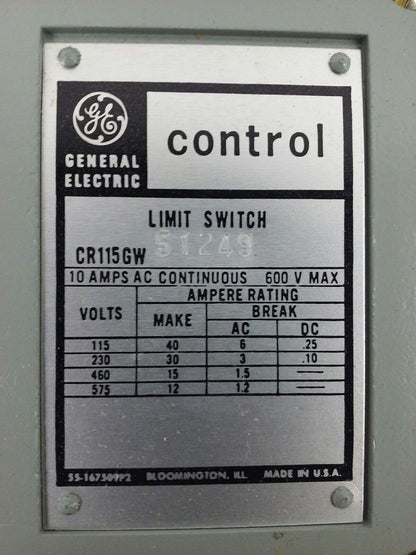 GE
GENERAL
ELECTRIC
control
LIMIT SWITCH
CR115GW 51249
10 AMPS AC CONTINUOUS 600 V MAX
VOLTS AMPERE RATING
MAKE BREAK
AC DC
115 40 6 .25
230 30 3 .10
460 15 1.5 —
575 12 1.2 —
55-167509P2 BLOOMINGTON, ILL. MADE IN U.S.A.